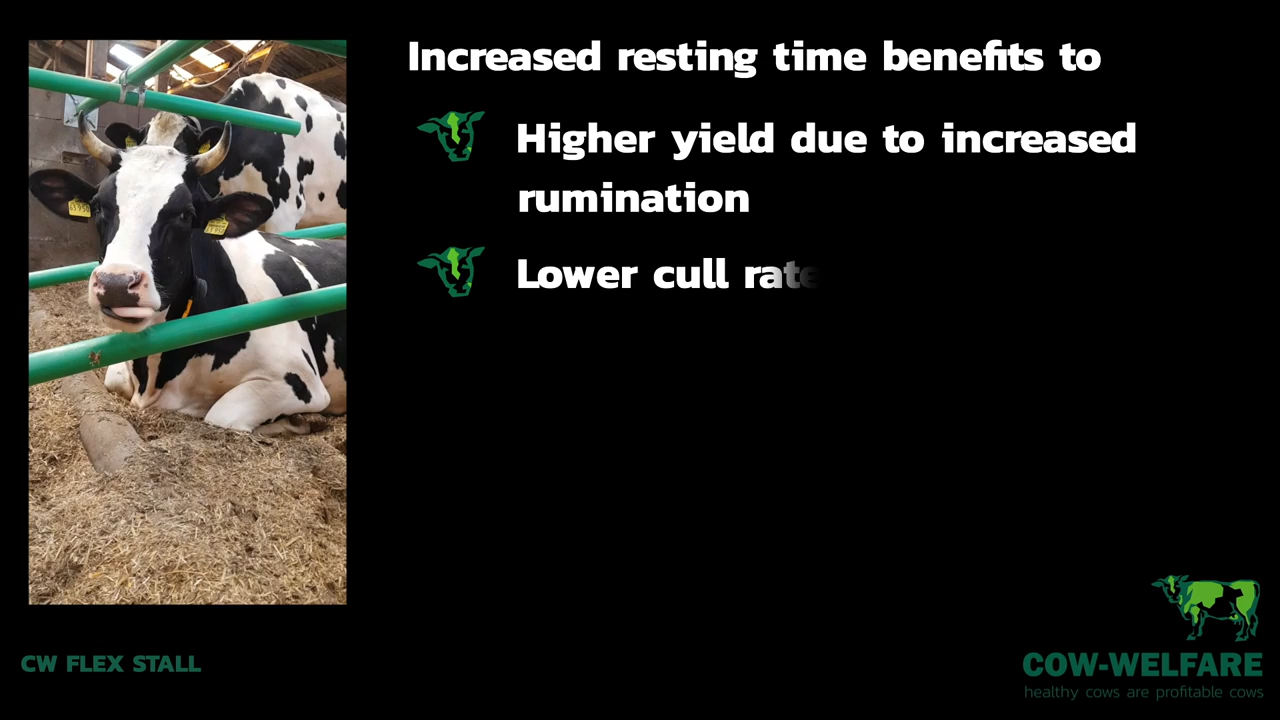 Increased resting time benefits to
Higher yield due to increased
rumination
Lower cull rate
CW FLEX STALL
COW-WELFARE
healthy cows are profitable cows